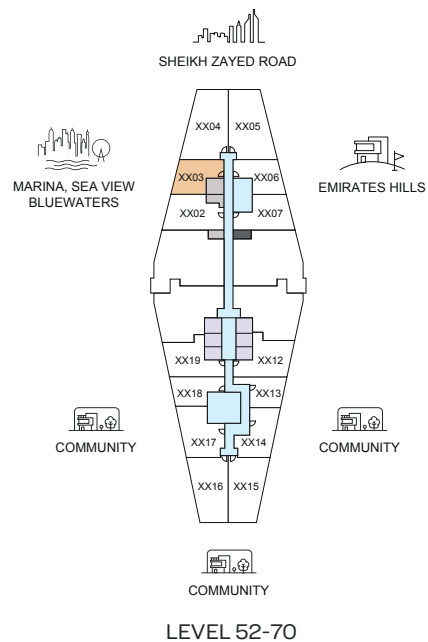 SHEIKH ZAYED ROAD
XX04 XX05
MARINA, SEA VIEW
BLUEWATERS
XX03 XX06
EMIRATES HILLS
XX02 XX07
XX19 XX12
XX18 XX13
COMMUNITY
XX17 XX14
COMMUNITY
XX16 XX15
COMMUNITY
LEVEL 52-70